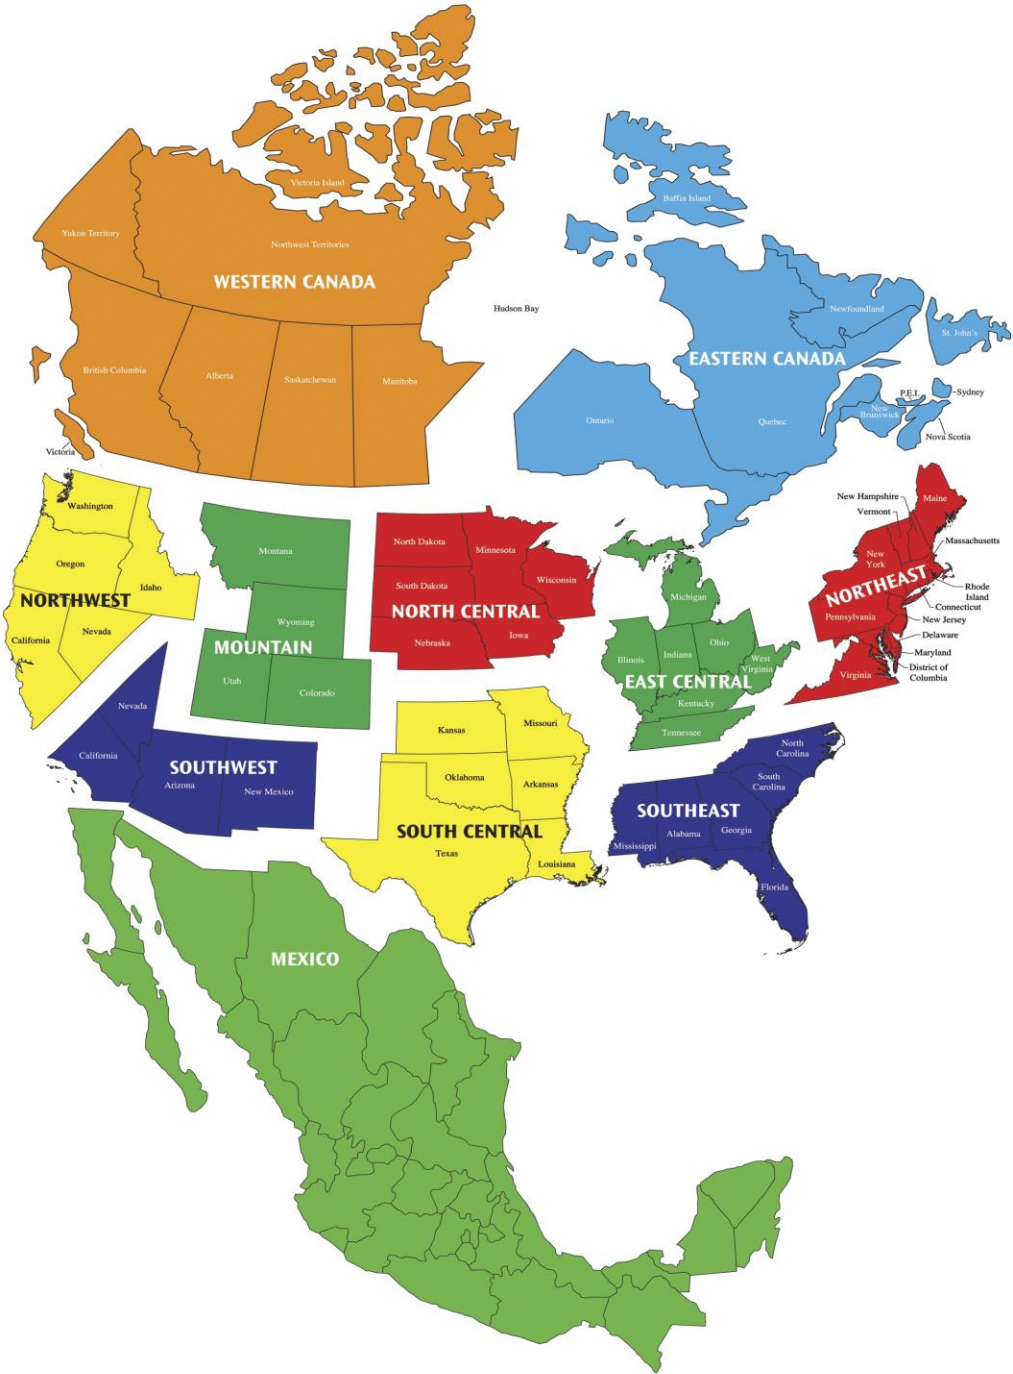 Victoria Island
Yukon Territory
Northwest Territories
WESTERN CANADA
British Columbia
Alberta
Saskatchewan
Manitoba
Victoria
Hudson Bay
Baffin Island
Newfoundland
St. John's
EASTERN CANADA
Onturio
Quebec
New
Brunswick
P.E.I.
Sydney
Nova Scotia
Washington
Oregon
Idaho
NORTHWEST
California
Nevada
Montana
Wyoming
MOUNTAIN
Utah
Colorado
North Dakota
Minnesota
South Dakota
Wisconsin
NORTH CENTRAL
Nebraska
Iowa
Michigan
Illinois
Indiana
Ohio
West
Virginia
EAST CENTRAL
Kentucky
Tennessee
New Hampshire
Vermont
Maine
Massachusetts
New
York
NORTHEAST
Rhode
Island
Connecticut
Pennsylvania
New Jersey
Delaware
Maryland
District of
Columbia
Virginia
Nevada
California
SOUTHWEST
Arizona
New Mexico
Kansas
Missouri
Oklahoma
Arkansas
SOUTH CENTRAL
Texas
Louisiana
North
Carolina
South
Carolina
SOUTHEAST
Mississippi
Alabama
Georgia
Florida
MEXICO